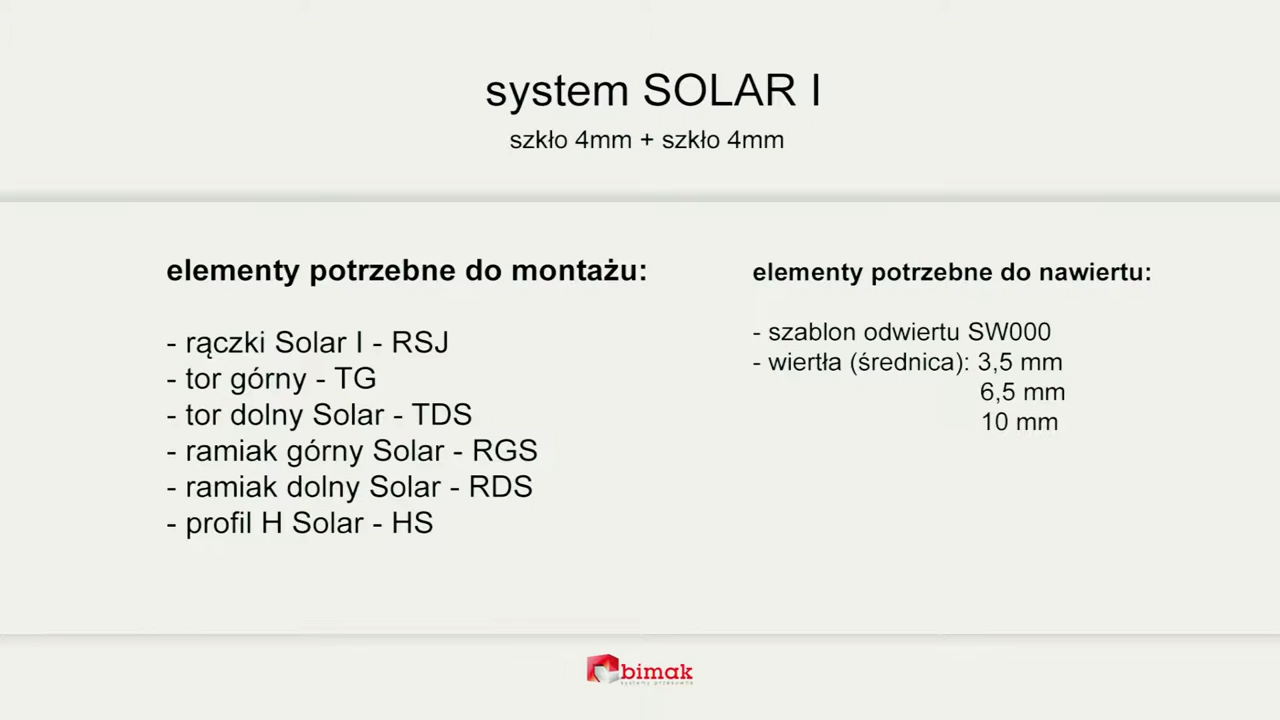 system SOLAR I
szkło 4mm + szkło 4mm
elementy potrzebne do montażu:
- rączki Solar I - RSJ
- tor górny - TG
- tor dolny Solar - TDS
- ramiak górny Solar - RGS
- ramiak dolny Solar - RDS
- profil H Solar - HS
elementy potrzebne do nawiertu:
- szablon odwiertu SW000
- wiertła (średnica): 3,5 mm
6,5 mm
10 mm
bimak
systemy przesuwne